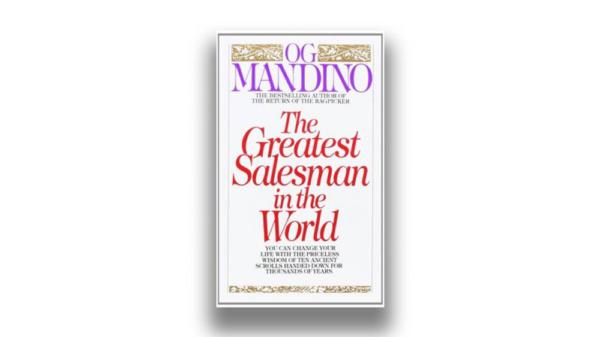 OG
MANDINO
THE BESTSELLING AUTHOR OF
THE RETURN OF THE RAGPICKER
The
Greatest
Salesman
in the
World
YOU CAN CHANGE YOUR
LIFE WITH THE PRICELESS
WISDOM OF TEN ANCIENT
SCROLLS HANDED DOWN FOR
THOUSANDS OF YEARS